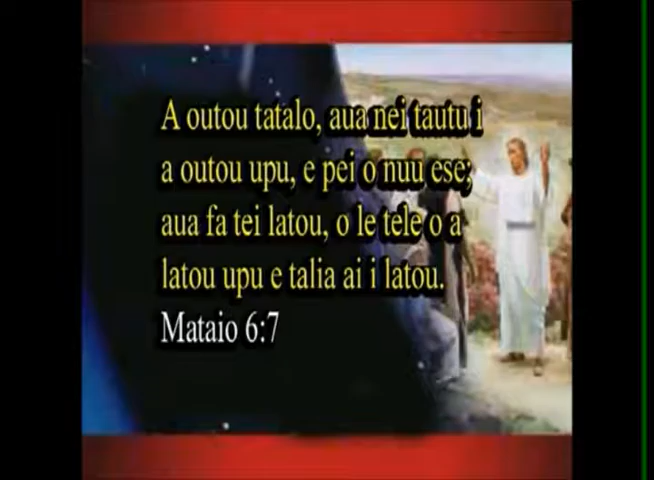 A outou tatalo, aua nei tautu i
a outou upu, e pei o nuu ese;
aua fa tei latou, o le tele o a
latou upu e talia ai i latou.
Mataio 6:7